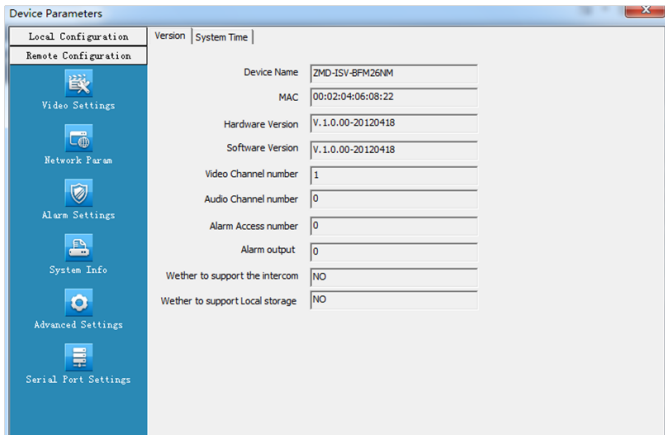 Device Parameters
Local Configuration
Remote Configuration
Video Settings
Network Param
Alarm Settings
System Info
Advanced Settings
Serial Port Settings
Version
System Time
Device Name ZMD-ISV-BFM26NM
MAC 00:02:04:06:08:22
Hardware Version V.1.0.00-20120418
Software Version V.1.0.00-20120418
Video Channel number 1
Audio Channel number 0
Alarm Access number 0
Alarm output 0
Wether to support the intercom NO
Wether to support Local storage NO